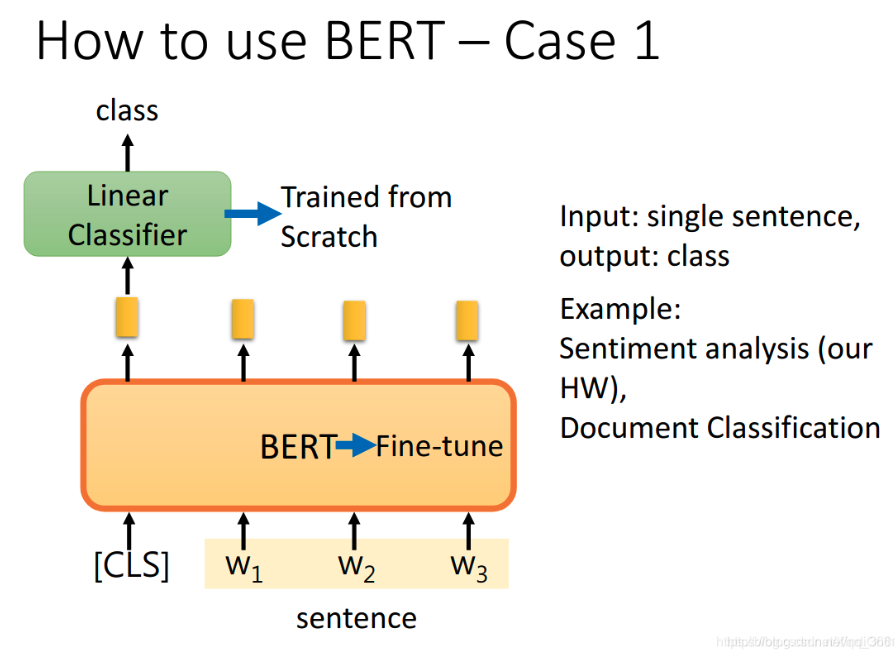 How to use BERT – Case 1
class
Linear
Classifier
Trained from
Scratch
Input: single sentence,
output: class
Example:
Sentiment analysis (our
HW),
Document Classification
BERT
Fine-tune
[CLS]
w1
w2
w3
sentence